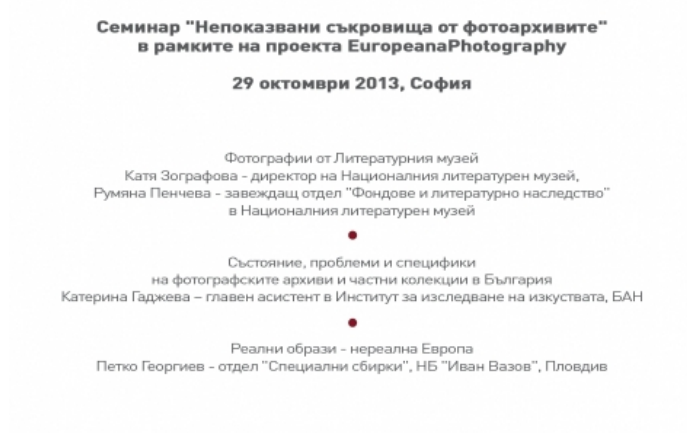 Семинар "Непоказвани съкровища от фотоархивите"
в рамките на проекта EuropeanaPhotography
29 октомври 2013, София
Фотографии от Литературния музей
Катя Зографова - директор на Националния литературен музей,
Румяна Пенчева - завеждащ отдел "Фондове и литературно наследство"
в Националния литературен музей
Състояние, проблеми и специфики
на фотографските архиви и частни колекции в България
Катерина Гаджева – главен асистент в Институт за изследване на изкуствата, БАН
Реални образи - нереална Европа
Петко Георгиев - отдел "Специални сбирки", НБ "Иван Вазов", Пловдив